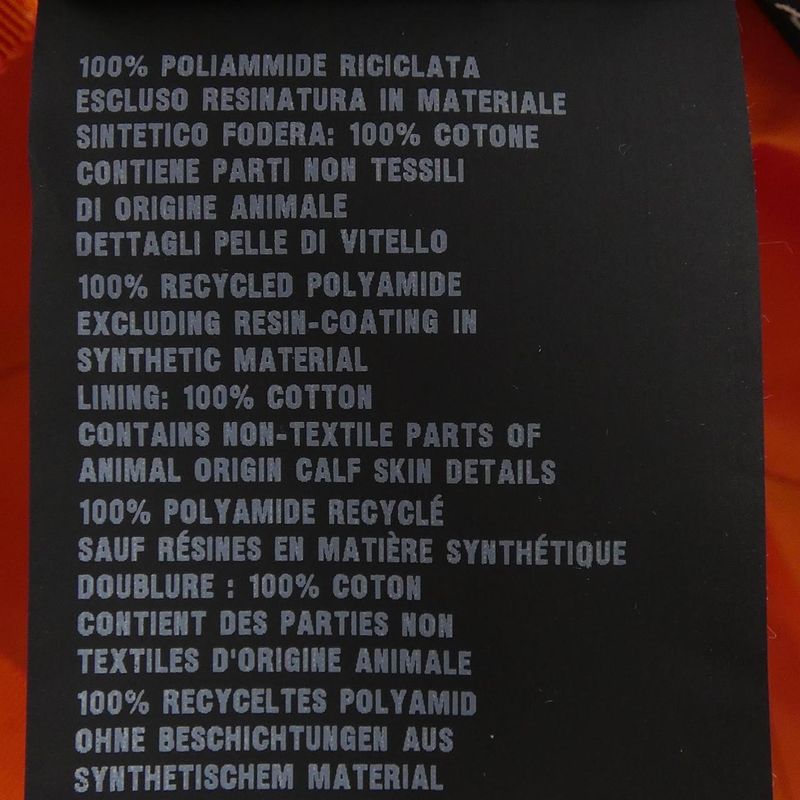 100% POLIAMMIDE RICICLATA
ESCLUSO RESINATURA IN MATERIALE
SINTETICO FODERA: 100% COTONE
CONTIENE PARTI NON TESSILI
DI ORIGINE ANIMALE
DETTAGLI PELLE DI VITELLO
100% RECYCLED POLYAMIDE
EXCLUDING RESIN-COATING IN
SYNTHETIC MATERIAL
LINING: 100% COTTON
CONTAINS NON-TEXTILE PARTS OF
ANIMAL ORIGIN CALF SKIN DETAILS
100% POLYAMIDE RECYCLÉ
SAUF RÉSINES EN MATIÈRE SYNTHÉTIQUE
DOUBLURE : 100% COTON
CONTIENT DES PARTIES NON
TEXTILES D'ORIGINE ANIMALE
100% RECYCELTES POLYAMID
OHNE BESCHICHTUNGEN AUS
SYNTHETISCHEM MATERIAL